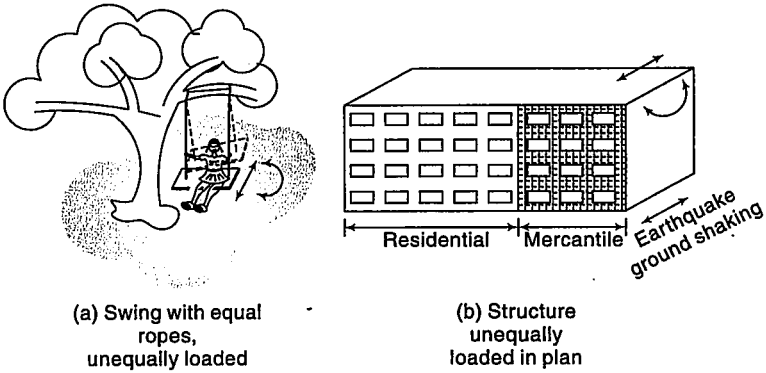 Residential
Mercantile
Earthquake
ground shaking
(a) Swing with equal
ropes,
unequally loaded
(b) Structure
unequally
loaded in plan